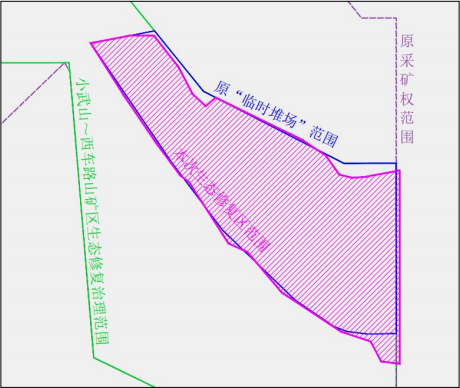 原“临时堆场”范围
原采矿权范围
小武山～西车路山矿区生态修复治理范围
本次生态修复区范围